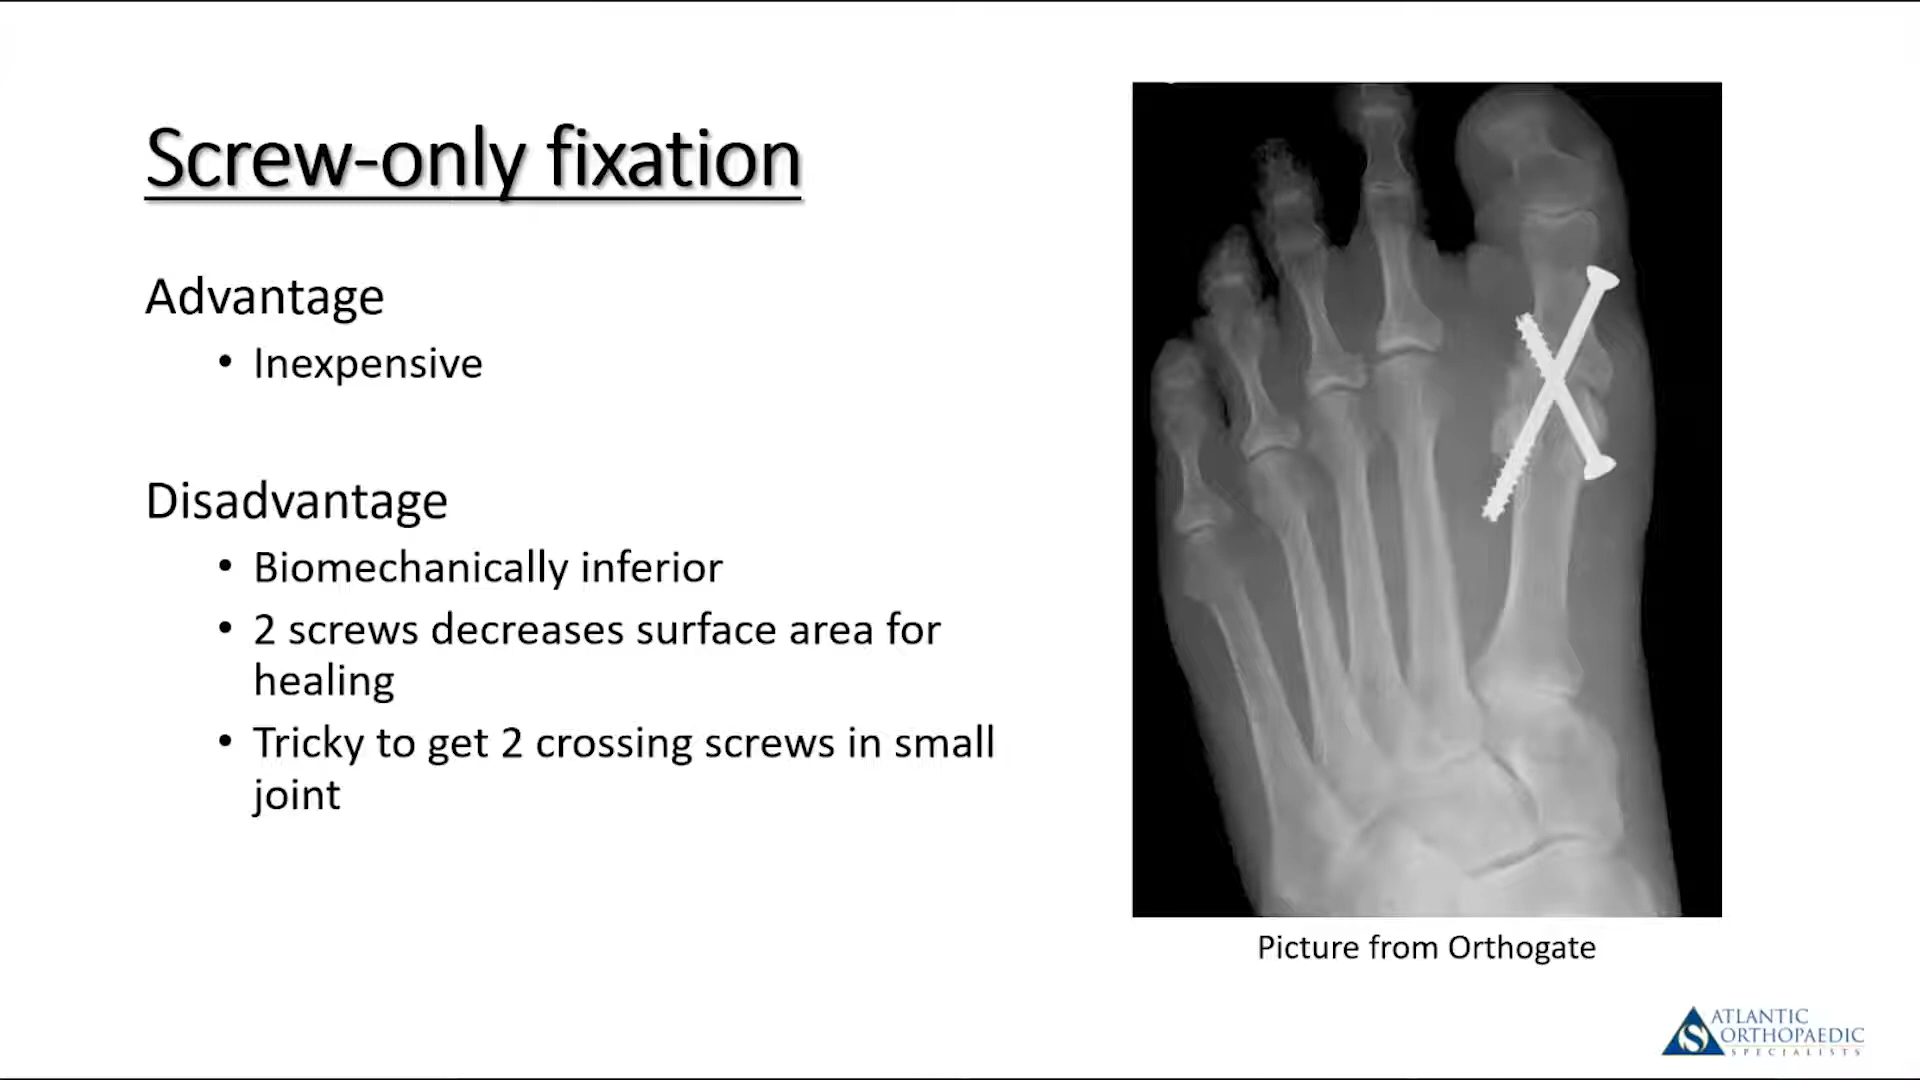 Screw-only fixation
Advantage
• Inexpensive
Disadvantage
• Biomechanically inferior
• 2 screws decreases surface area for
healing
• Tricky to get 2 crossing screws in small
joint
Picture from Orthogate
ATLANTIC
ORTHOPAEDIC
SPECIALISTS